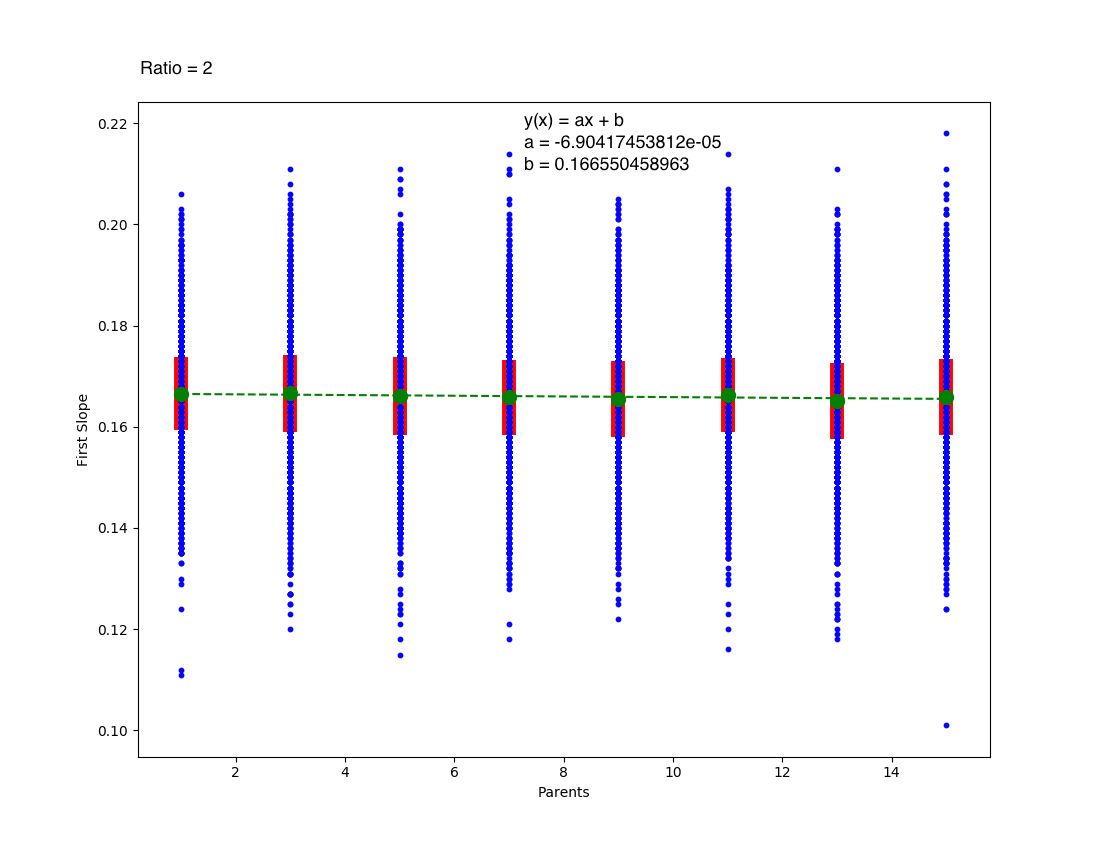 Ratio = 2
y(x) = ax + b
a = -6.90417453812e-05
b = 0.166550458963
0.22
0.20
0.18
0.16
0.14
0.12
0.10
First Slope
2 4 6 8 10 12 14
Parents